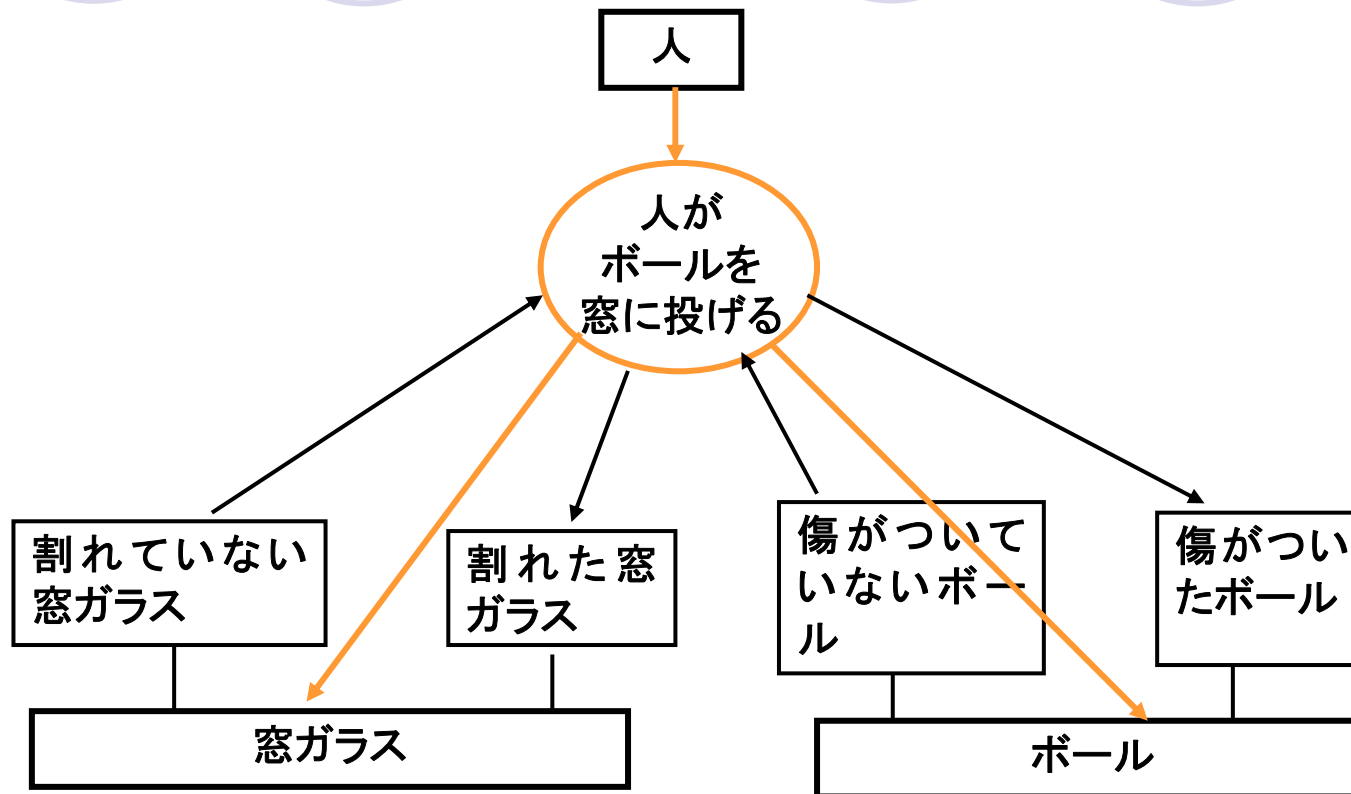 人
人が
ボールを
窓に投げる
割れていない
窓ガラス
割れた窓
ガラス
傷がついて
いないボー
ル
傷がつい
たボール
窓ガラス
ボール